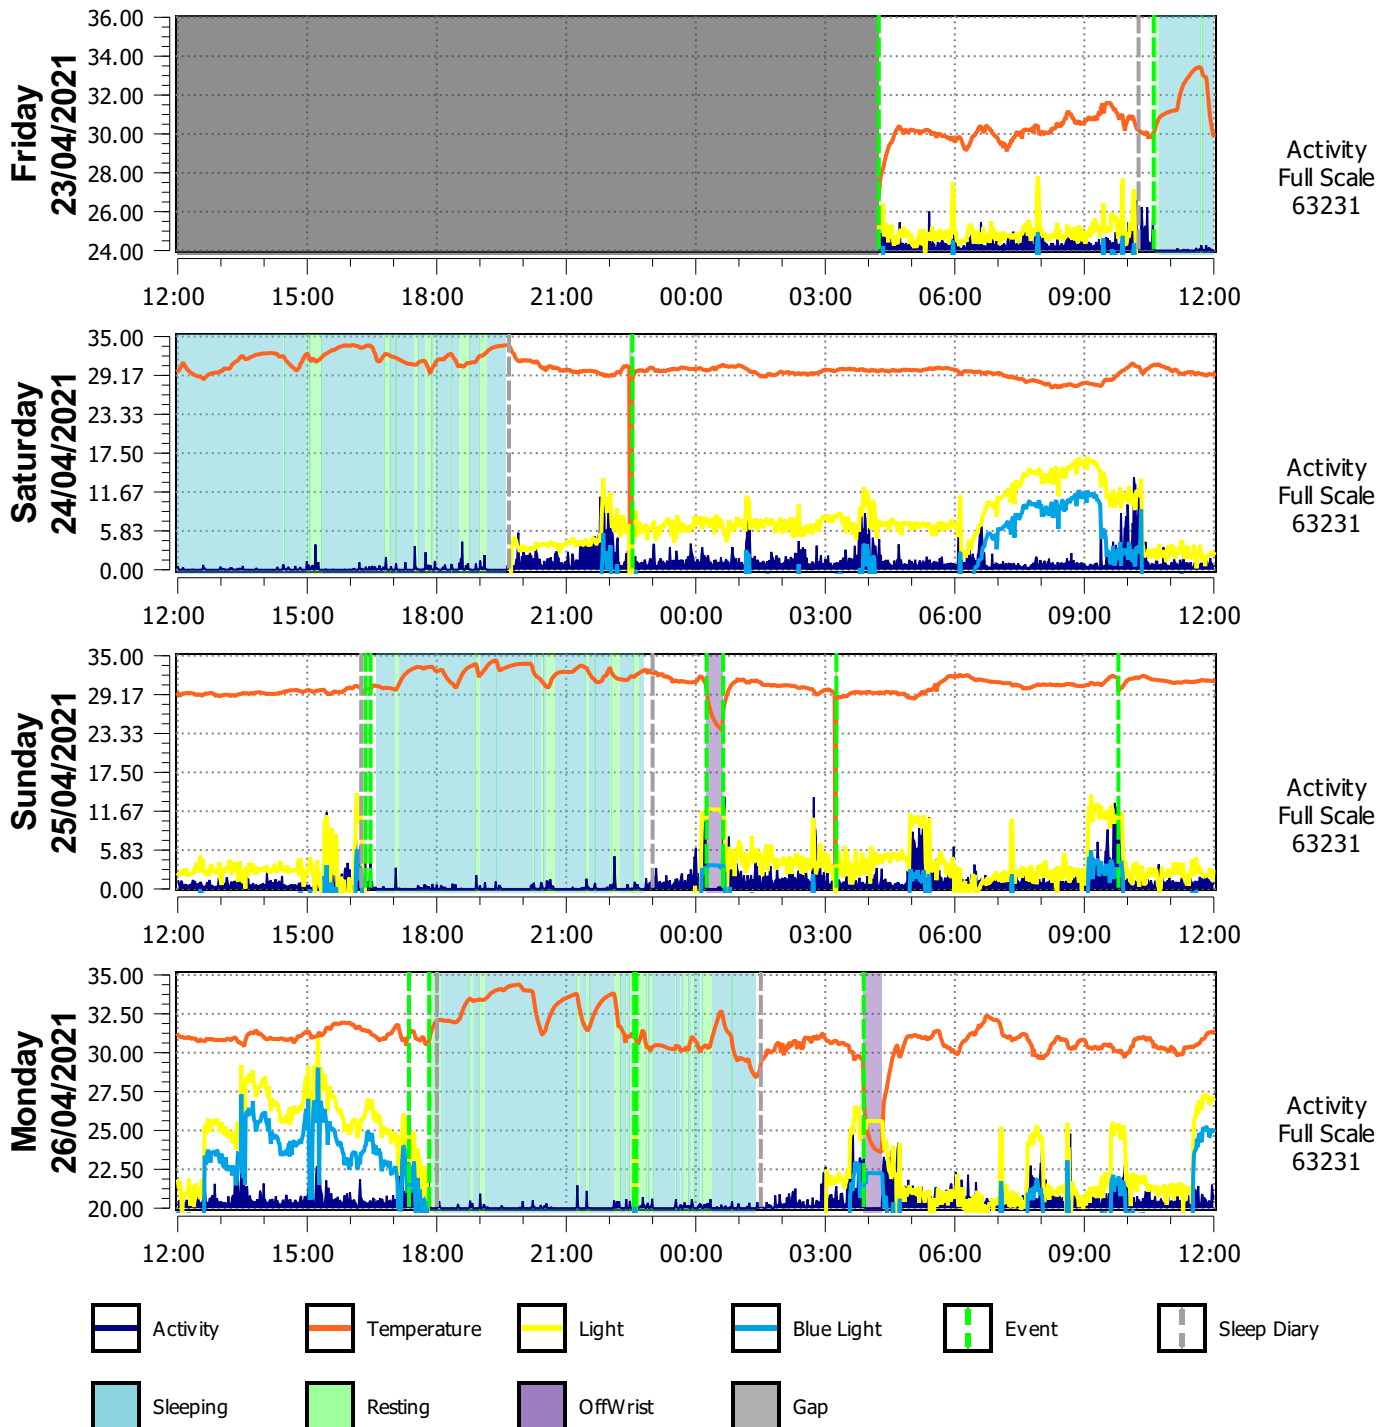 36.00
34.00
32.00
30.00
28.00
26.00
24.00
Friday
23/04/2021
Activity
Full Scale
63231
12:00 15:00 18:00 21:00 00:00 03:00 06:00 09:00 12:00
35.00
29.17
23.33
17.50
11.67
5.83
0.00
Saturday
24/04/2021
Activity
Full Scale
63231
12:00 15:00 18:00 21:00 00:00 03:00 06:00 09:00 12:00
35.00
29.17
23.33
17.50
11.67
5.83
0.00
Sunday
25/04/2021
Activity
Full Scale
63231
12:00 15:00 18:00 21:00 00:00 03:00 06:00 09:00 12:00
35.00
32.50
30.00
27.50
25.00
22.50
20.00
Monday
26/04/2021
Activity
Full Scale
63231
12:00 15:00 18:00 21:00 00:00 03:00 06:00 09:00 12:00
Activity Temperature Light Blue Light Event Sleep Diary
Sleeping Resting OffWrist Gap